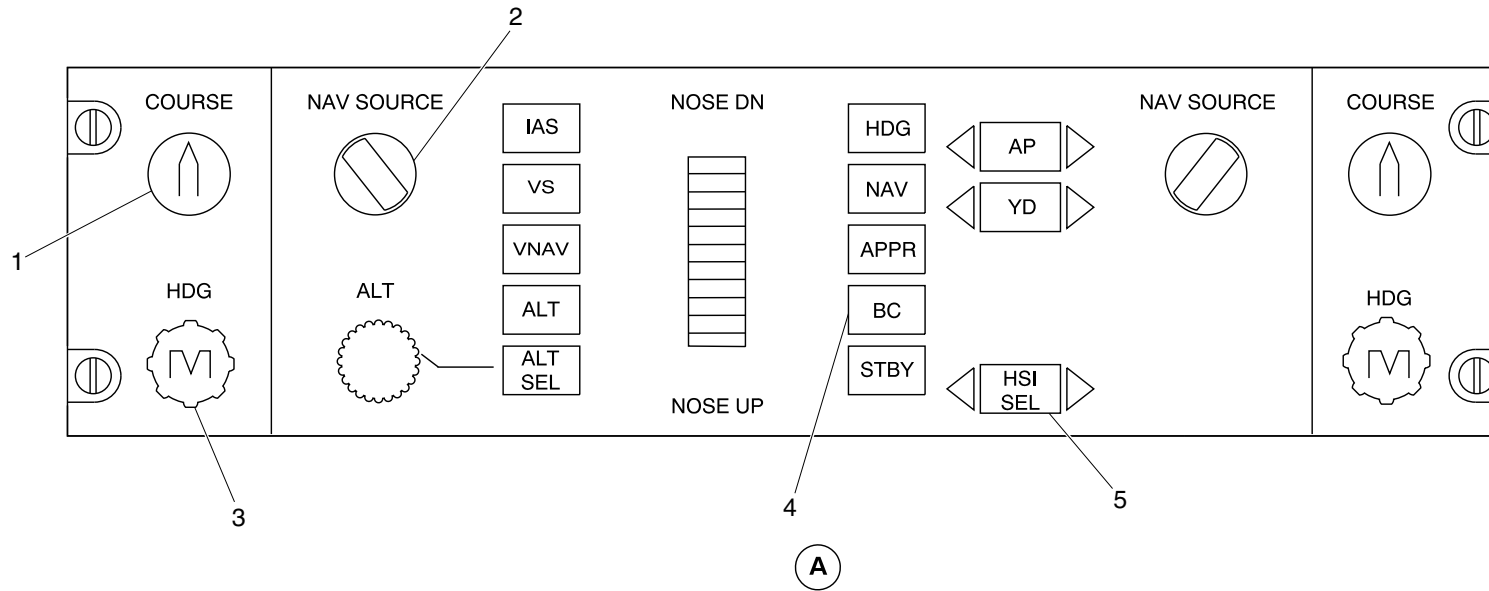 2
COURSE
NAV SOURCE
IAS
NOSE DN
HDG
AP
NAV SOURCE
COURSE
VS
NAV
YD
1
VNAV
APPR
HDG
ALT
ALT
BC
HDG
ALT
SEL
STBY
HSI
SEL
NOSE UP
3
4
5
A